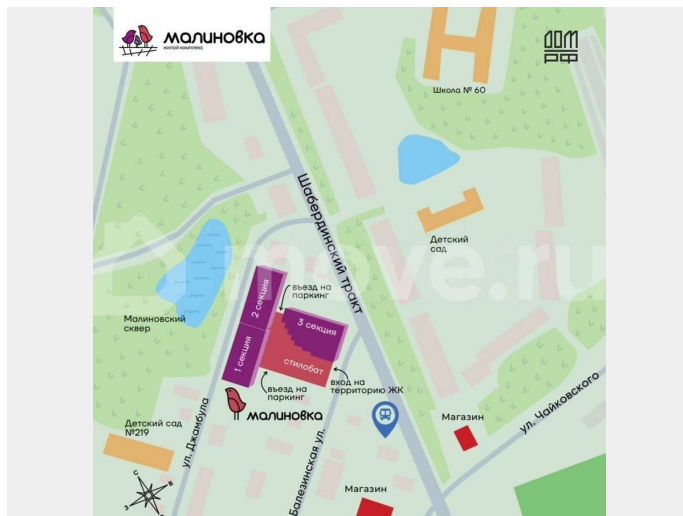 малиновка
жилой комплекс
ДОМ
РФ
Школа № 60
Шабердинский тракт
Детский
сад
move.ru
въезд на
паркинг
2 секция
3 секция
Малиновский
сквер
1 секция
стилобат
въезд на
паркинг
вход на
территорию ЖК
малиновка
Магазин
ул. Чайковского
Детский сад
№219
ул. Джамбула
Балезинская ул.
С
В
З
Магазин